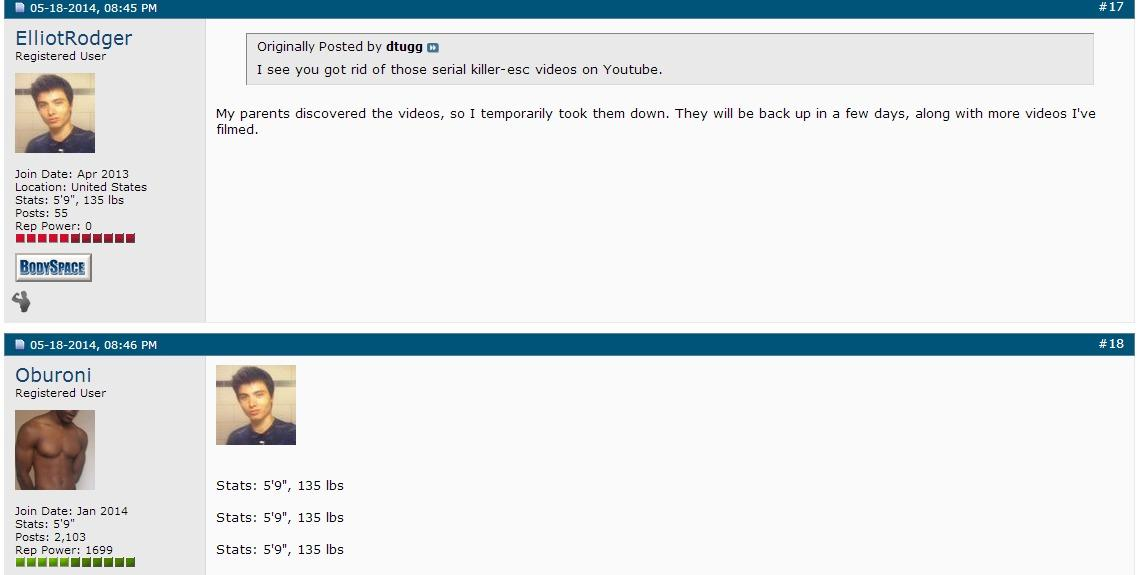 05-18-2014, 08:45 PM
#17
ElliotRodger
Registered User
Join Date: Apr 2013
Location: United States
Stats: 5'9", 135 lbs
Posts: 55
Rep Power: 0
BODYSPACE
Originally Posted by dtugg
I see you got rid of those serial killer-esc videos on Youtube.
My parents discovered the videos, so I temporarily took them down. They will be back up in a few days, along with more videos I've
filmed.
05-18-2014, 08:46 PM
#18
Oburoni
Registered User
Join Date: Jan 2014
Stats: 5'9"
Posts: 2,103
Rep Power: 1699
Stats: 5'9", 135 lbs
Stats: 5'9", 135 lbs
Stats: 5'9", 135 lbs